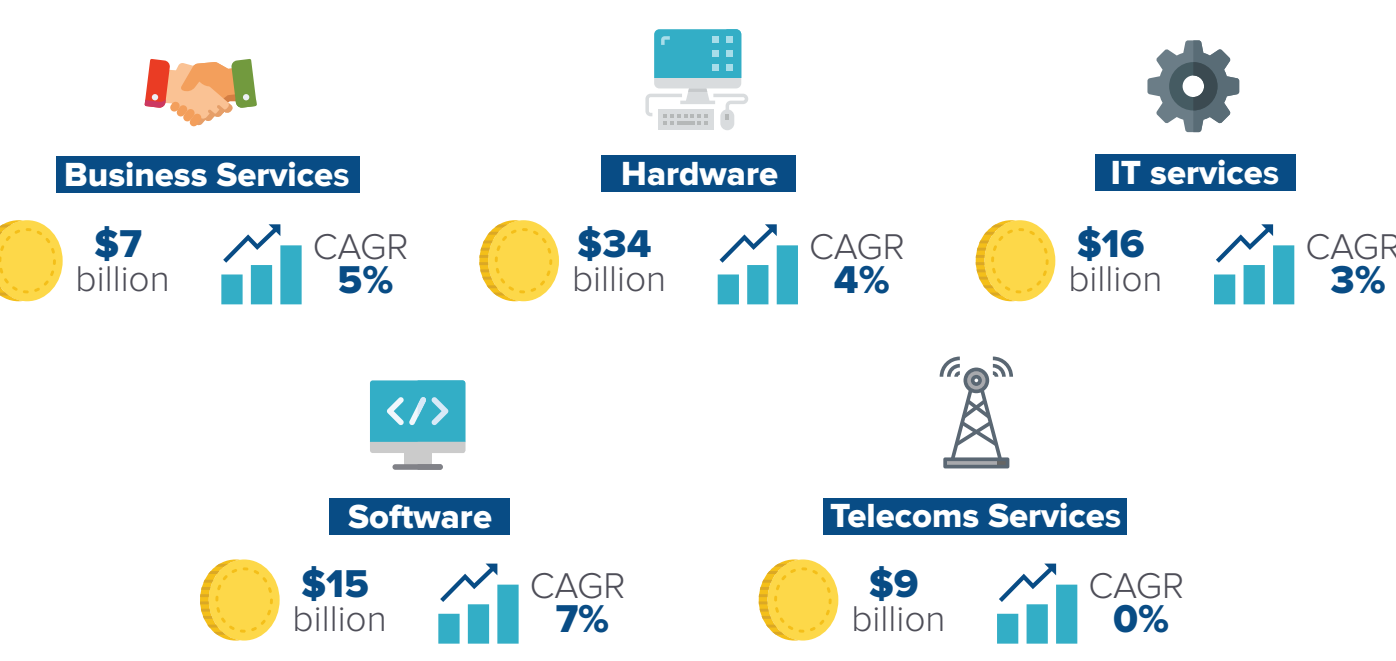 Business Services
Hardware
IT services
$7
billion
CAGR
5%
$34
billion
CAGR
4%
$16
billion
CAGR
3%
Software
Telecoms Services
$15
billion
CAGR
7%
$9
billion
CAGR
0%